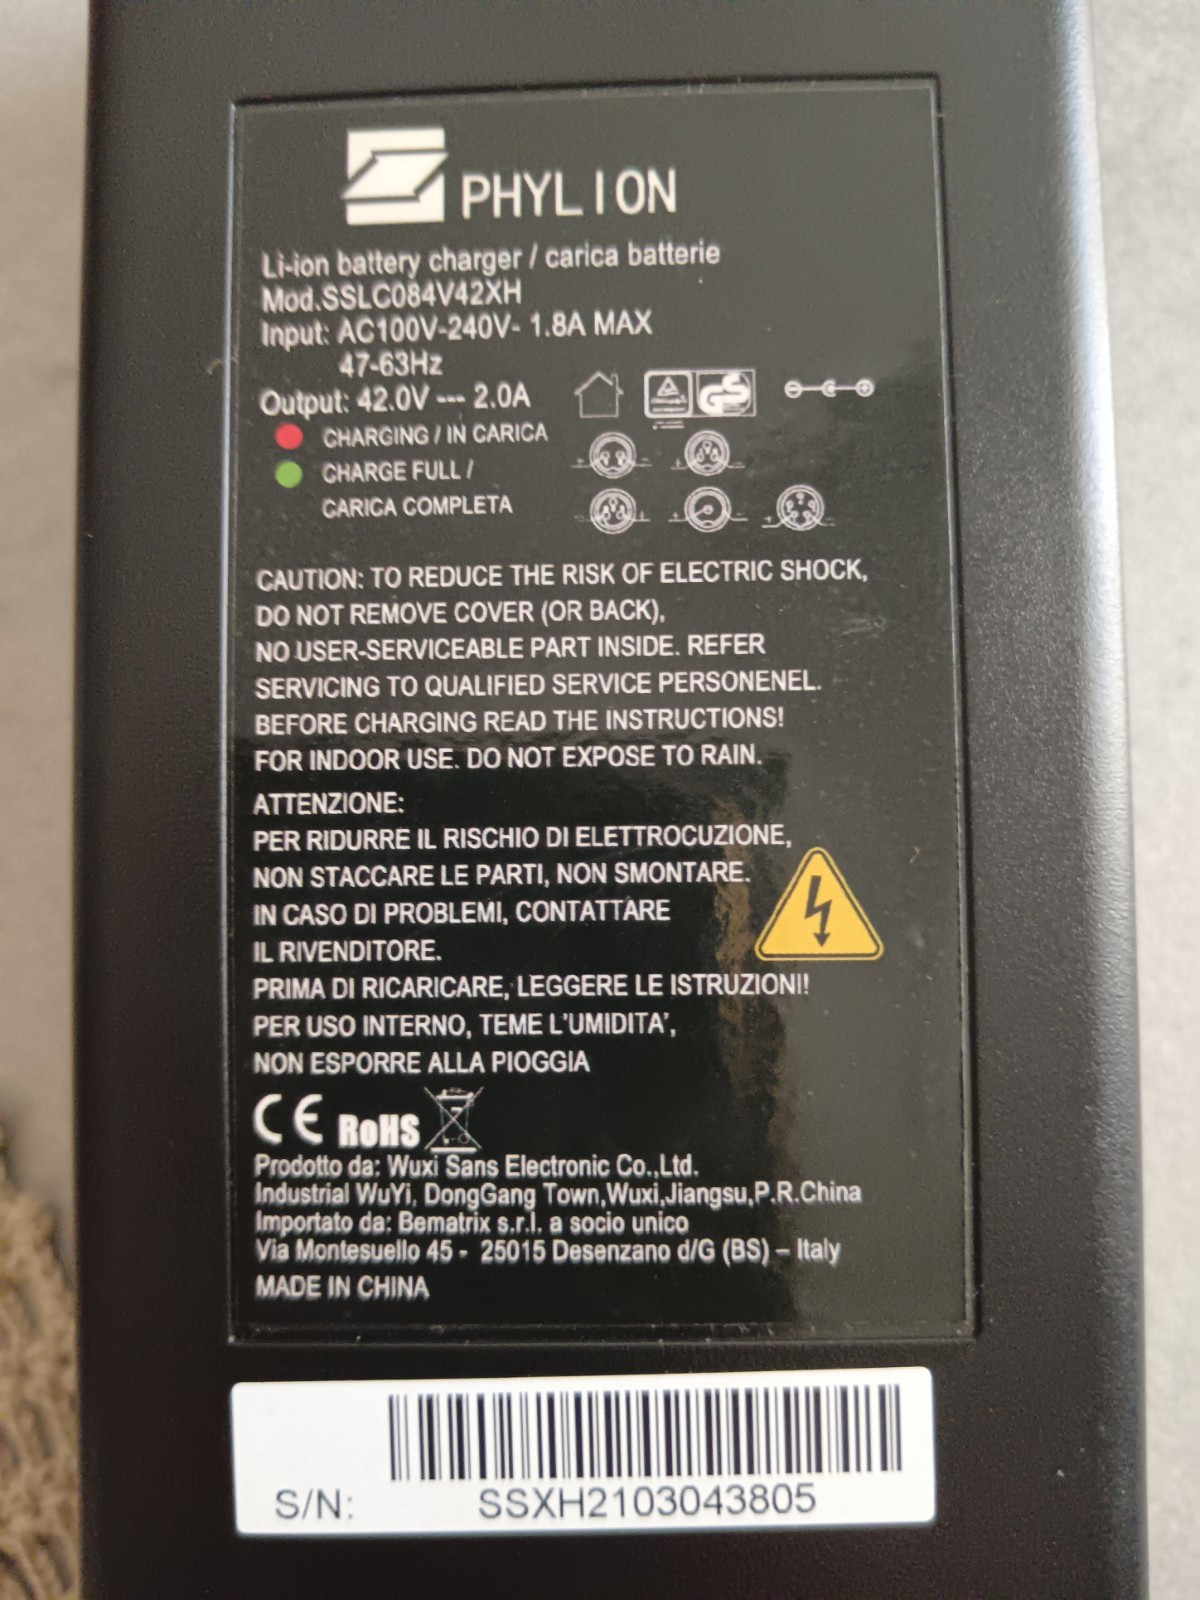 PHYLION
Li-ion battery charger / carica batterie
Mod.SSLC084V42XH
Input: AC100V-240V- 1.8A MAX
47-63Hz
Output: 42.0V --- 2.0A
CHARGING / IN CARICA
CHARGE FULL /
CARICA COMPLETA
CAUTION: TO REDUCE THE RISK OF ELECTRIC SHOCK,
DO NOT REMOVE COVER (OR BACK),
NO USER-SERVICEABLE PART INSIDE. REFER
SERVICING TO QUALIFIED SERVICE PERSONENEL.
BEFORE CHARGING READ THE INSTRUCTIONS!
FOR INDOOR USE. DO NOT EXPOSE TO RAIN.
ATTENZIONE:
PER RIDURRE IL RISCHIO DI ELETTROCUZIONE,
NON STACCARE LE PARTI, NON SMONTARE.
IN CASO DI PROBLEMI, CONTATTARE
IL RIVENDITORE.
PRIMA DI RICARICARE, LEGGERE LE ISTRUZIONI!
PER USO INTERNO, TEME L'UMIDITA',
NON ESPORRE ALLA PIOGGIA
CE RoHS
Prodotto da: Wuxi Sans Electronic Co.,Ltd.
Industrial WuYi, DongGang Town,Wuxi,Jiangsu,P.R.China
Importato da: Bematrix s.r.l. a socio unico
Via Montesuello 45 - 25015 Desenzano d/G (BS) – Italy
MADE IN CHINA
S/N: SSXH2103043805